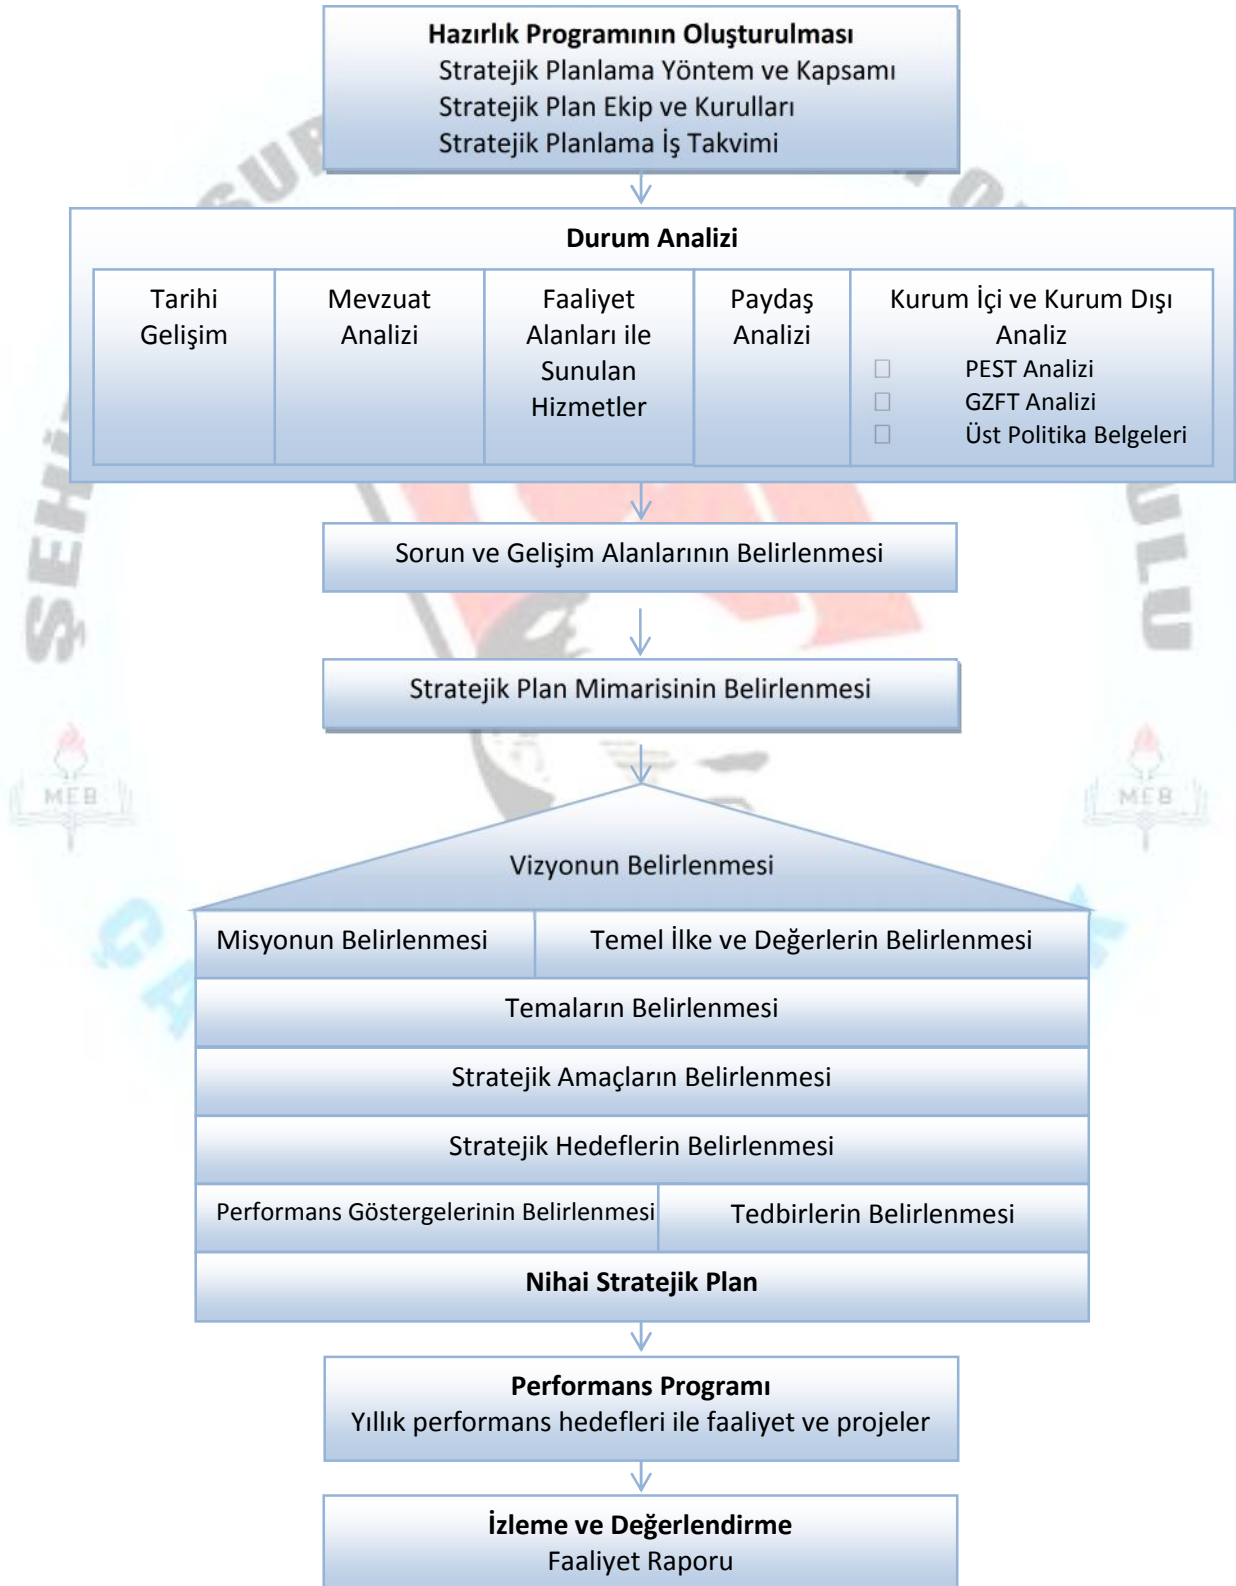 Hazırlık Programının Oluşturulması
Stratejik Planlama Yöntem ve Kapsamı
Stratejik Plan Ekip ve Kurulları
Stratejik Planlama İş Takvimi
Durum Analizi
Tarihi
Gelişim
Mevzuat
Analizi
Faaliyet
Alanları ile
Sunulan
Hizmetler
Paydaş
Analizi
Kurum İçi ve Kurum Dışı
Analiz
PEST Analizi
GZFT Analizi
Üst Politika Belgeleri
Sorun ve Gelişim Alanlarının Belirlenmesi
Stratejik Plan Mimarisinin Belirlenmesi
MEB
MEB
Vizyonun Belirlenmesi
Misyonun Belirlenmesi
Temel İlke ve Değerlerin Belirlenmesi
Temaların Belirlenmesi
Stratejik Amaçların Belirlenmesi
Stratejik Hedeflerin Belirlenmesi
Performans Göstergelerinin Belirlenmesi
Tedbirlerin Belirlenmesi
Nihai Stratejik Plan
Performans Programı
Yıllık performans hedefleri ile faaliyet ve projeler
İzleme ve Değerlendirme
Faaliyet Raporu